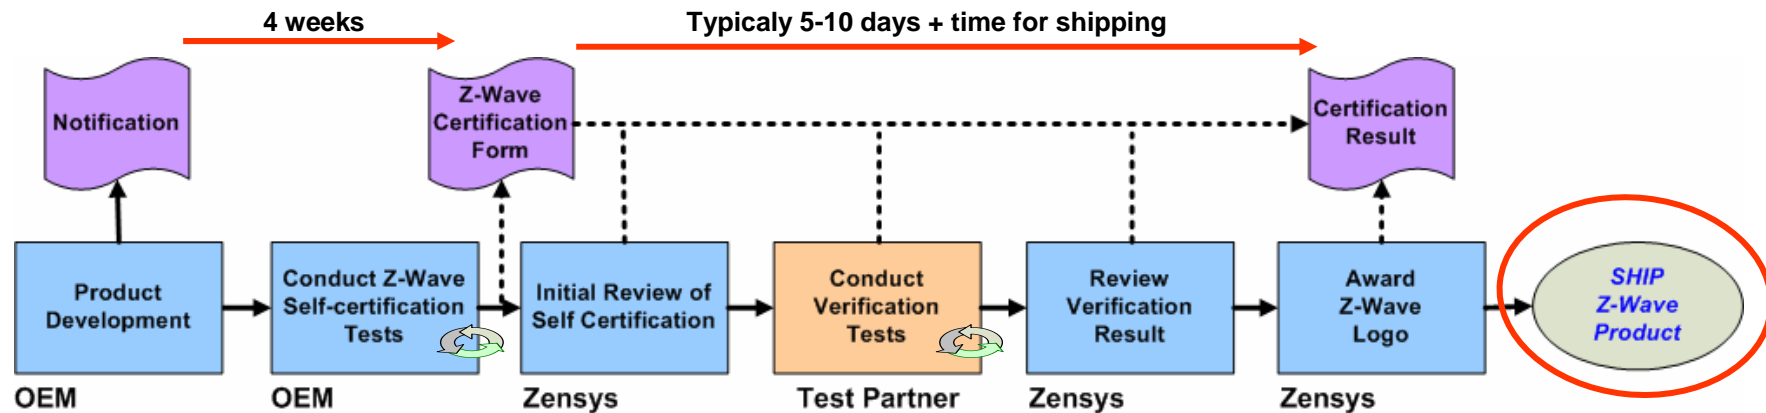 4 weeks
Typicaly 5-10 days + time for shipping
Notification
Z-Wave
Certification
Form
Certification
Result
Product
Development
Conduct Z-Wave
Self-certification
Tests
Initial Review of
Self Certification
Conduct
Verification
Tests
Review
Verification
Result
Award
Z-Wave
Logo
SHIP
Z-Wave
Product
OEM
OEM
Zensys
Test Partner
Zensys
Zensys